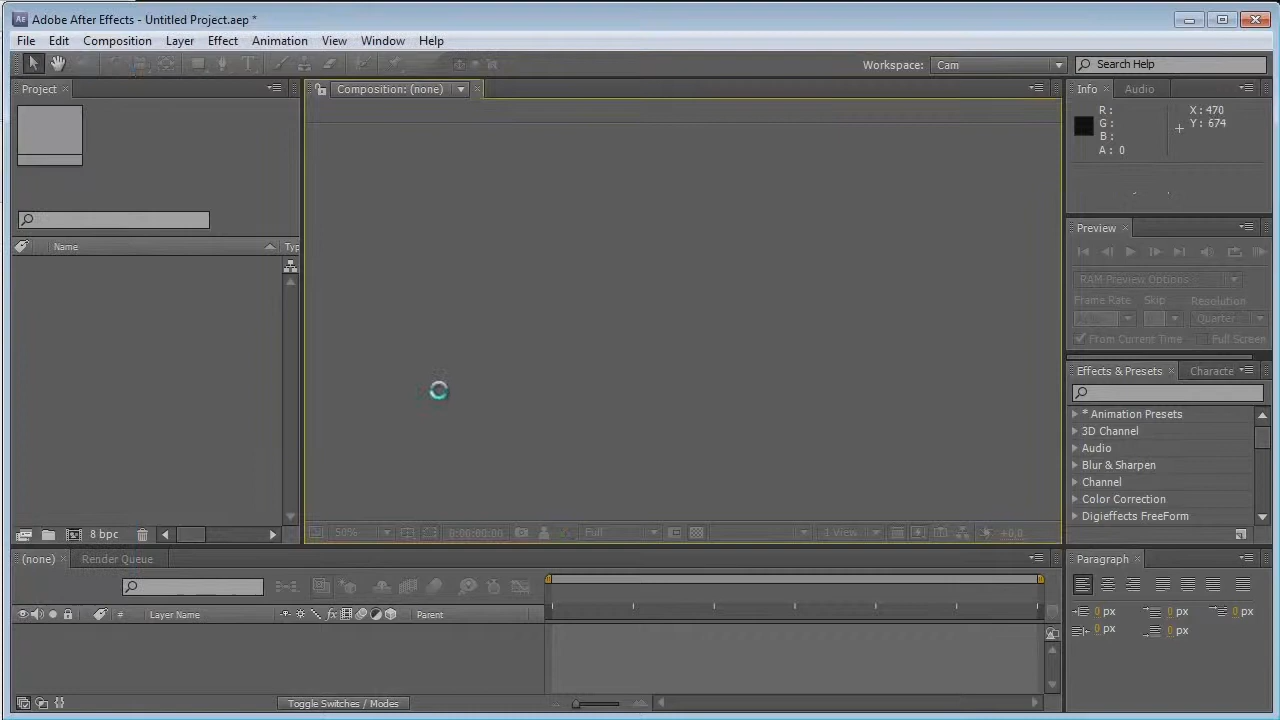 Adobe After Effects - Untitled Project.aep *
File Edit Composition Layer Effect Animation View Window Help
Workspace: Cam
Search Help
Project
Composition: (none)
Info Audio
R :
G :
B :
A : 0
X : 470
Y : 674
Name
Typ
Preview
RAM Preview Options
Frame Rate Skip Resolution
Quarter
From Current Time Full Screen
Effects & Presets Characte
* Animation Presets
3D Channel
Audio
Blur & Sharpen
Channel
Color Correction
Digieffects FreeForm
8 bpc
50% 0:00:00:00 Full 1 View +0,0
(none) Render Queue
# Layer Name fx Parent
Toggle Switches / Modes
Paragraph
0 px 0 px 0 px
0 px 0 px